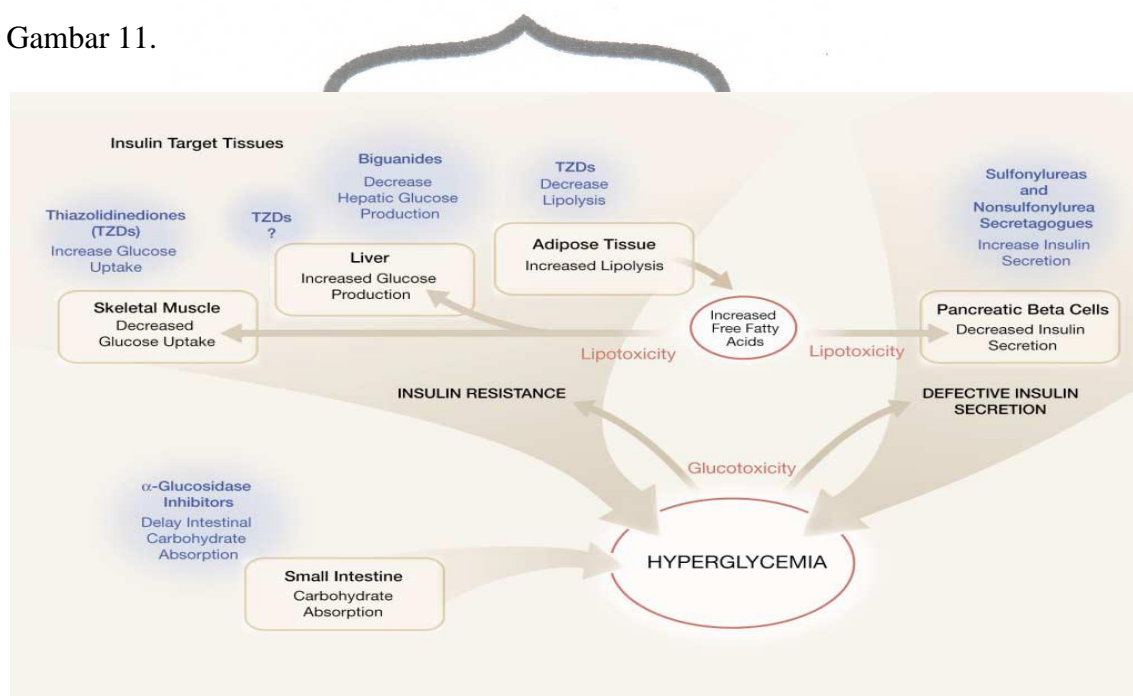 Gambar 11.
Insulin Target Tissues
Biguanides
Decrease
Hepatic Glucose
Production
TZDs
Decrease
Lipolysis
Sulfonylureas
and
Nonsulfonylurea
Secretagogues
Increase Insulin
Secretion
Thiazolidinediones
(TZDs)
Increase Glucose
Uptake
TZDs
?
Liver
Increased Glucose
Production
Adipose Tissue
Increased Lipolysis
Skeletal Muscle
Decreased
Glucose Uptake
Increased
Free Fatty
Acids
Pancreatic Beta Cells
Decreased Insulin
Secretion
Lipotoxicity
Lipotoxicity
INSULIN RESISTANCE
DEFECTIVE INSULIN
SECRETION
Glucotoxicity
α-Glucosidase
Inhibitors
Delay Intestinal
Carbohydrate
Absorption
HYPERGLYCEMIA
Small Intestine
Carbohydrate
Absorption